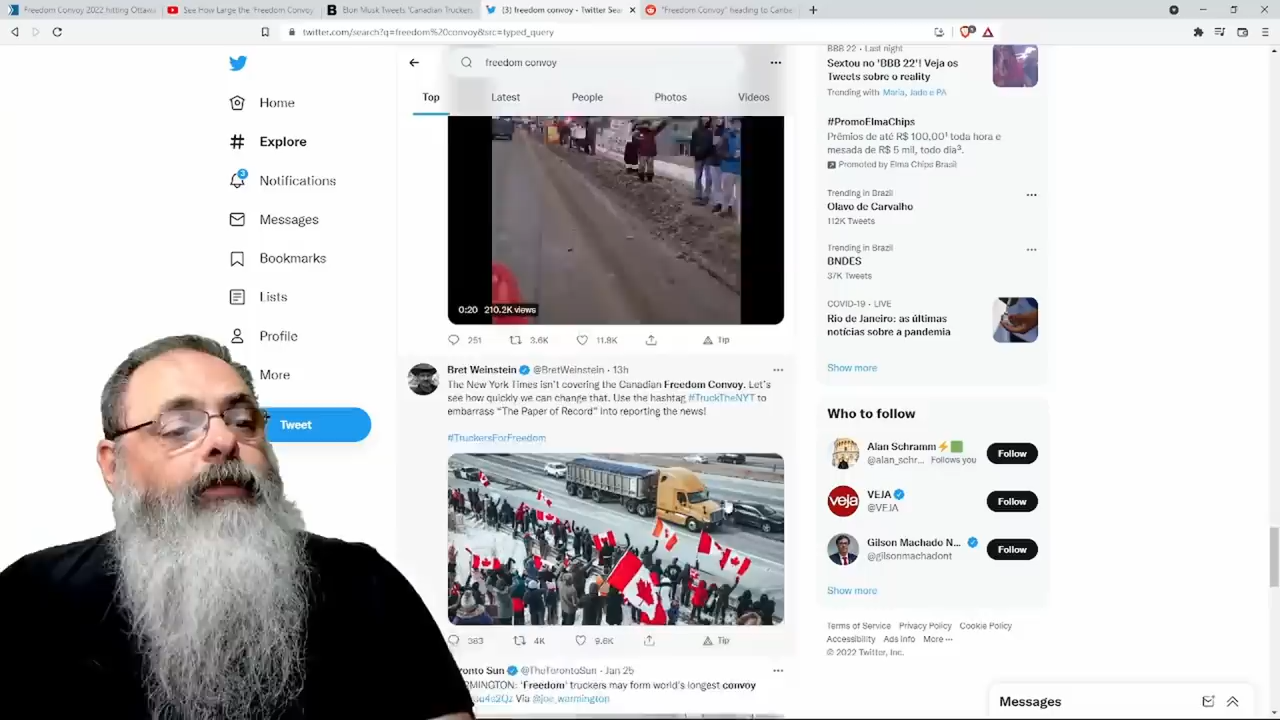 Freedom Convoy 2022 hitting Ottawa
See How Large the 'Freedom Convoy
Elon Musk Tweets 'Canadian Truckers
(3) freedom convoy - Twitter Sear
"Freedom Convoy" heading to Canbe
twitter.com/search?q=freedom%20convoy&src=typed_query
freedom convoy
Top
Latest
People
Photos
Videos
Home
Explore
3
Notifications
Messages
Bookmarks
Lists
Profile
More
Tweet
0:20 210.2K views
251
3.6K
11.8K
Tip
Bret Weinstein @BretWeinstein · 13h
The New York Times isn't covering the Canadian Freedom Convoy. Let's
see how quickly we can change that. Use the hashtag #TruckTheNYT to
embarrass "The Paper of Record" into reporting the news!
#TruckersForFreedom
383
4K
9.6K
Tip
ronto Sun @TheTorontoSun · Jan 25
RMINGTON: 'Freedom' truckers may form world's longest convoy
Via @joe_warmington
BBB 22 · Last night
Sextou no 'BBB 22'! Veja os
Tweets sobre o reality
Trending with Maria, Jade e PA
#PromoElmaChips
Prêmios de até R$ 100,00¹ toda hora e
mesada de R$ 5 mil, todo dia³.
Promoted by Elma Chips Brasil
Trending in Brazil
Olavo de Carvalho
112K Tweets
Trending in Brazil
BNDES
37K Tweets
COVID-19 · LIVE
Rio de Janeiro: as últimas
notícias sobre a pandemia
Show more
Who to follow
Alan Schramm
@alan_schr... Follows you
Follow
veja
VEJA
@VEJA
Follow
Gilson Machado N...
@gilsonmachadont
Follow
Show more
Terms of Service Privacy Policy Cookie Policy
Accessibility Ads info More ···
© 2022 Twitter, Inc.
Messages